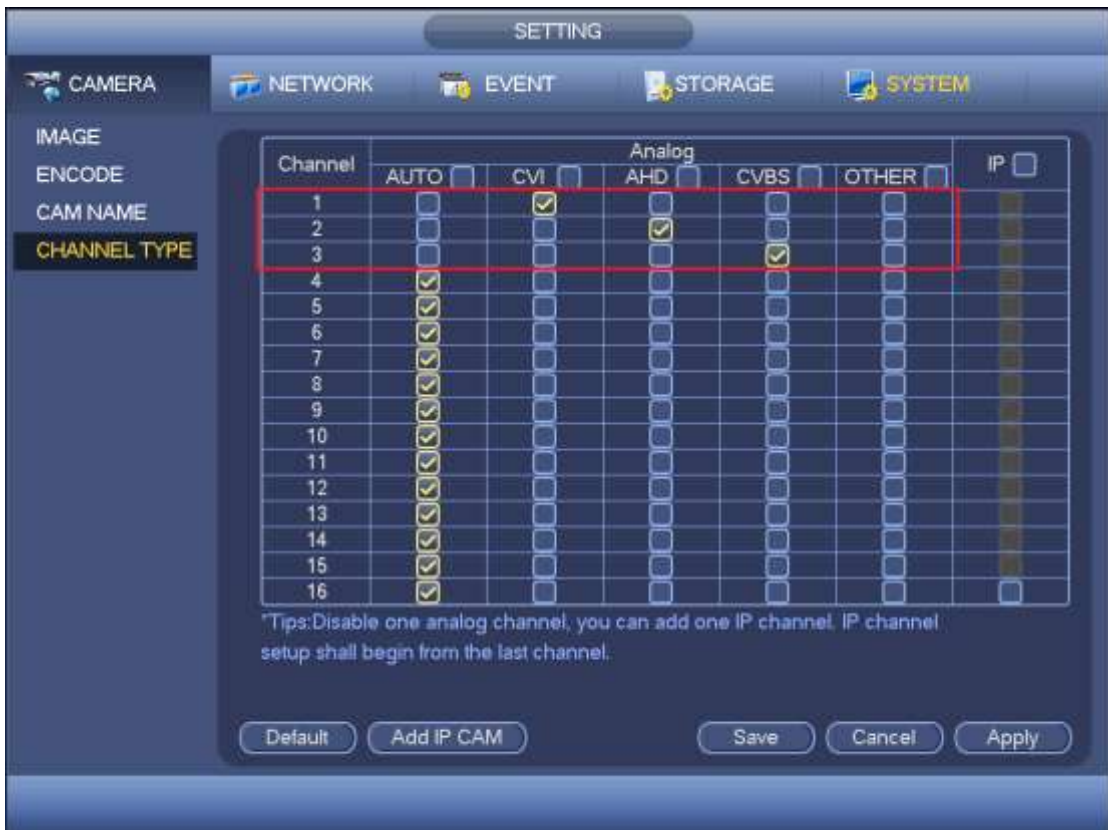 SETTING
CAMERA NETWORK EVENT STORAGE SYSTEM
IMAGE
ENCODE
CAM NAME
CHANNEL TYPE
Channel Analog IP
AUTO CVI AHD CVBS OTHER
1
2
3
4
5
6
7
8
9
10
11
12
13
14
15
16
*Tips:Disable one analog channel, you can add one IP channel. IP channel
setup shall begin from the last channel.
Default Add IP CAM Save Cancel Apply